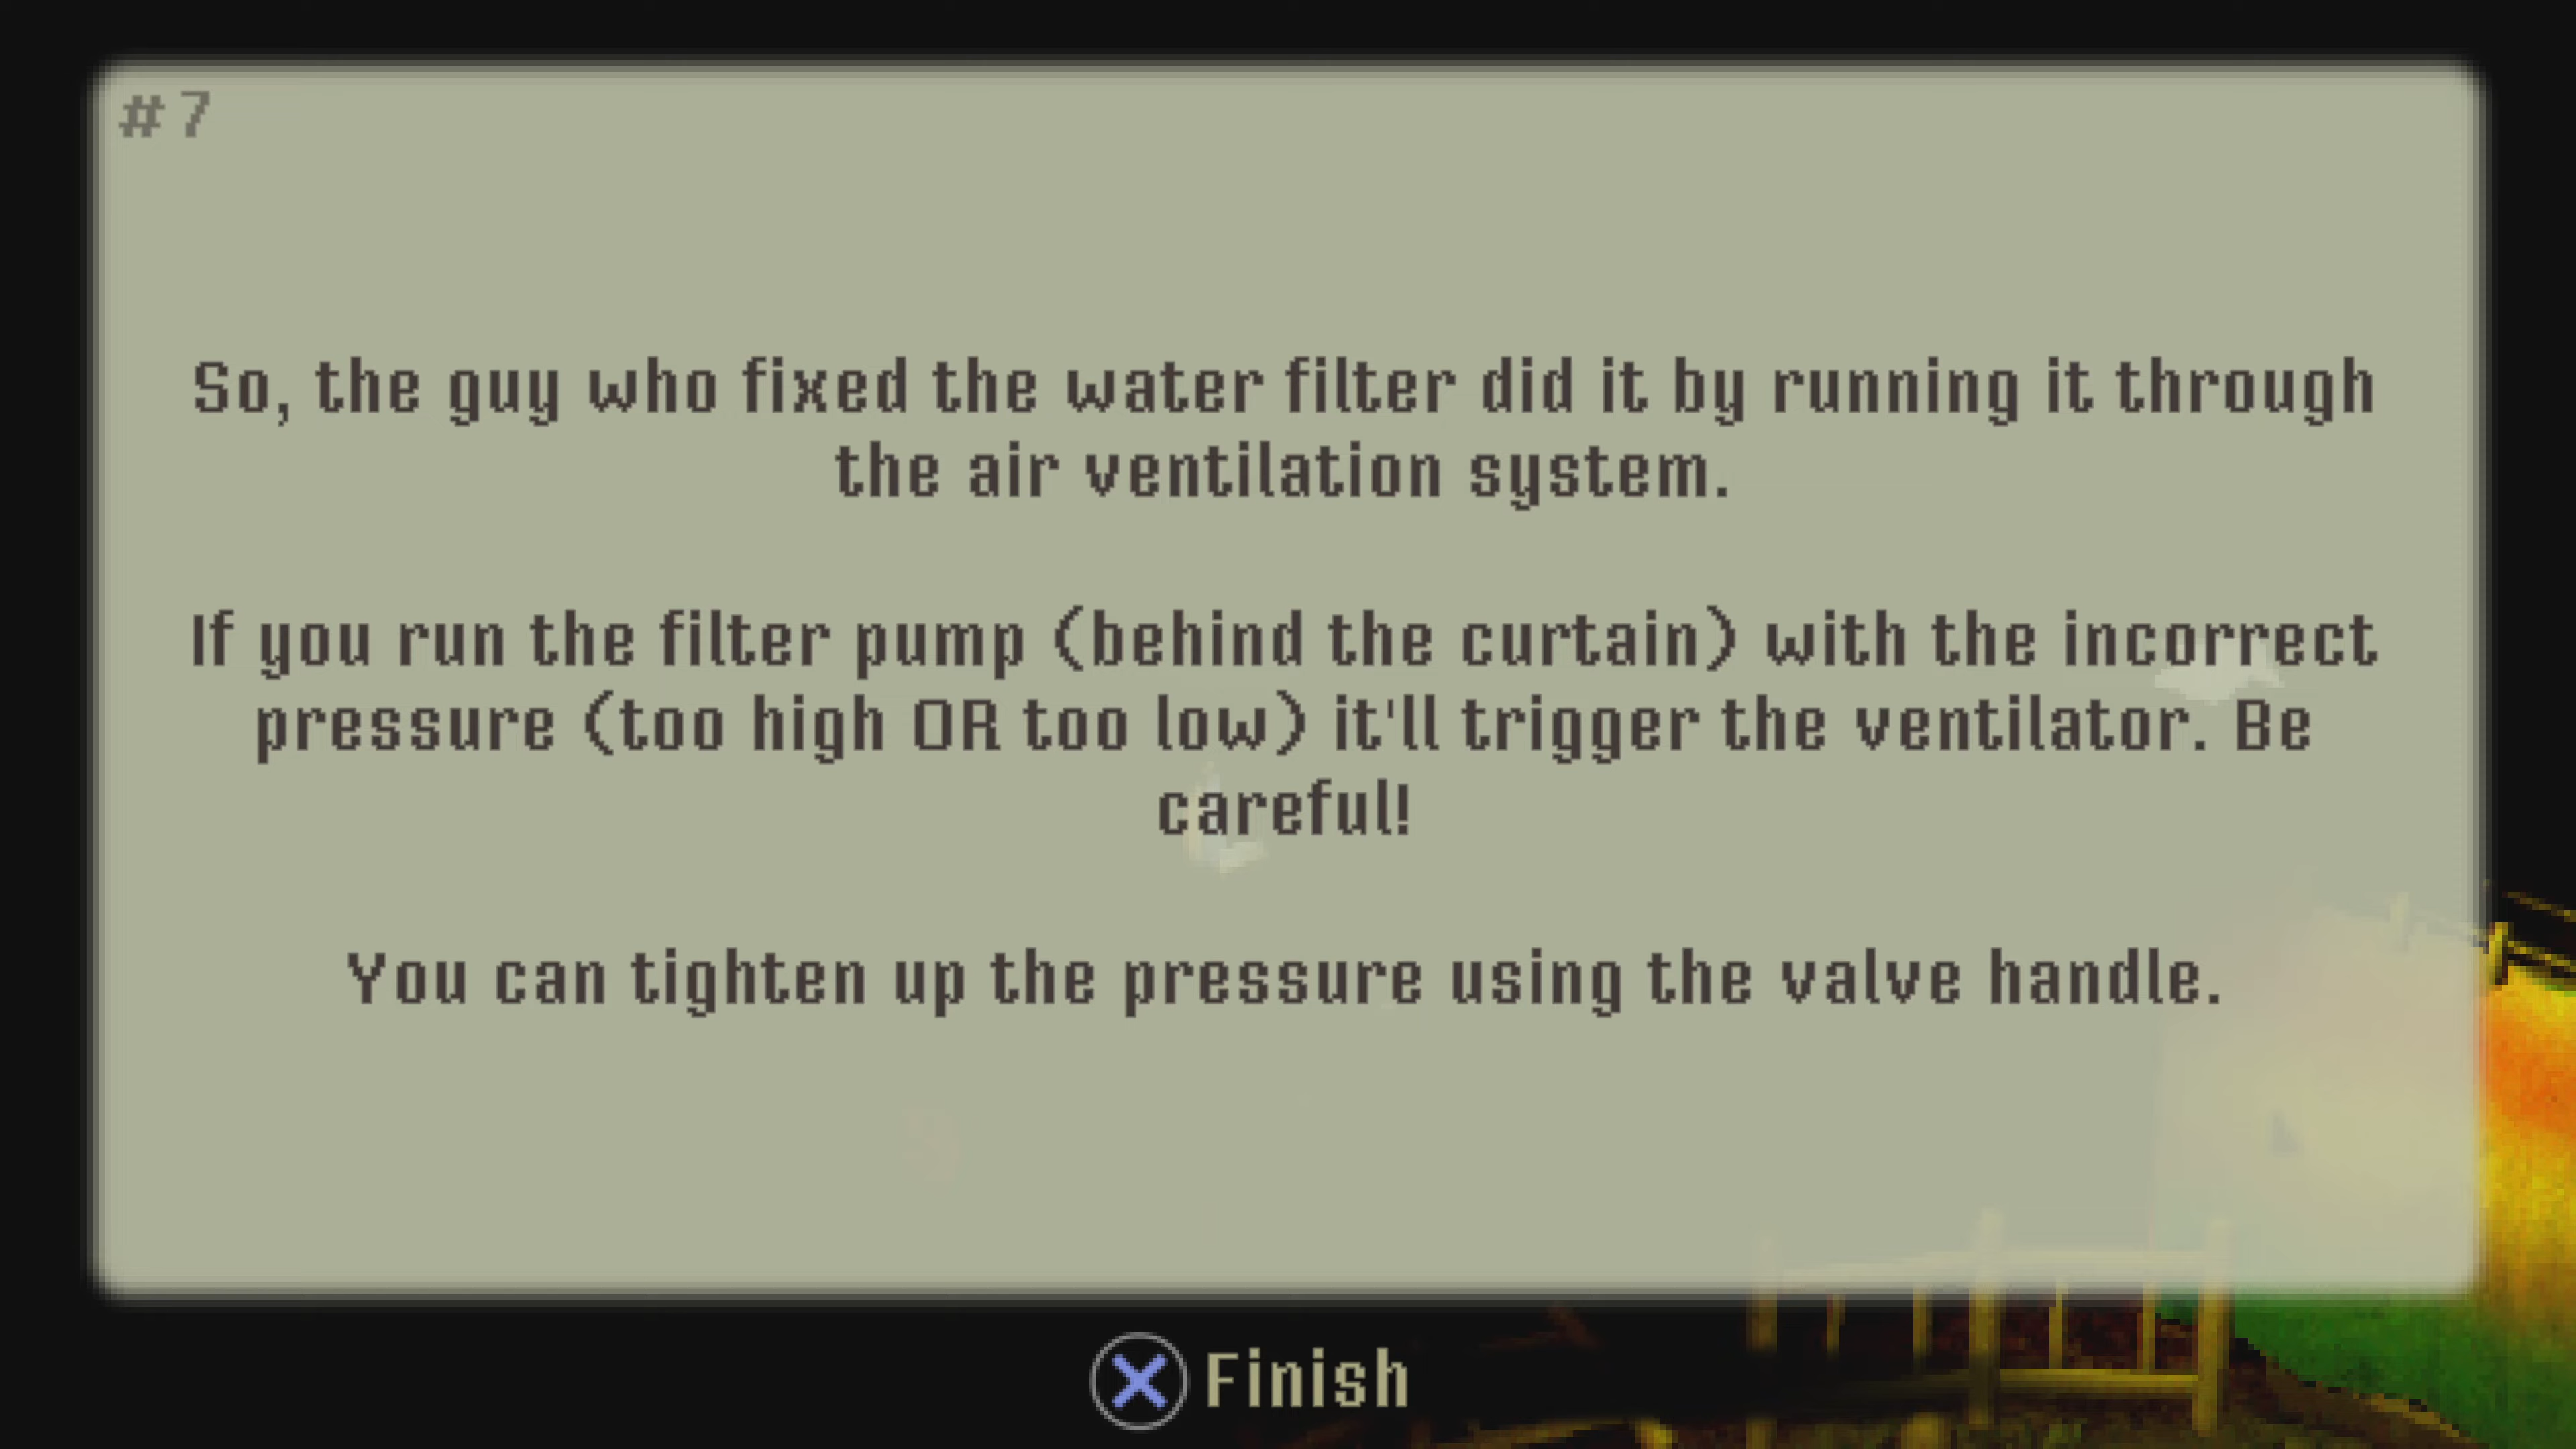 #7
So, the guy who fixed the water filter did it by running it through
the air ventilation system.
If you run the filter pump (behind the curtain) with the incorrect
pressure (too high OR too low) it'll trigger the ventilator. Be
careful!
You can tighten up the pressure using the valve handle.
Finish